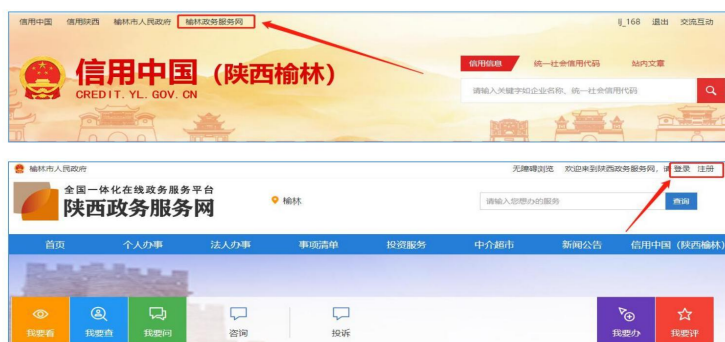 信用中国 信用陕西 榆林市人民政府 榆林政务服务网 lj_168 退出 交流互动
信用中国（陕西榆林）
CREDIT. YL. GOV. CN
信用信息 统一社会信用代码 站内文章
请输入关键字如企业名称、统一社会信用代码
榆林市人民政府 无障碍浏览 欢迎来到陕西政务服务网，请 登录 注册
全国一体化在线政务服务平台
陕西政务服务网
榆林
请输入您想办的服务 查询
首页 个人办事 法人办事 事项清单 投资服务 中介超市 新闻公告 信用中国（陕西榆林）
我要看 我要查 我要问 咨询 投诉 我要办 我要评